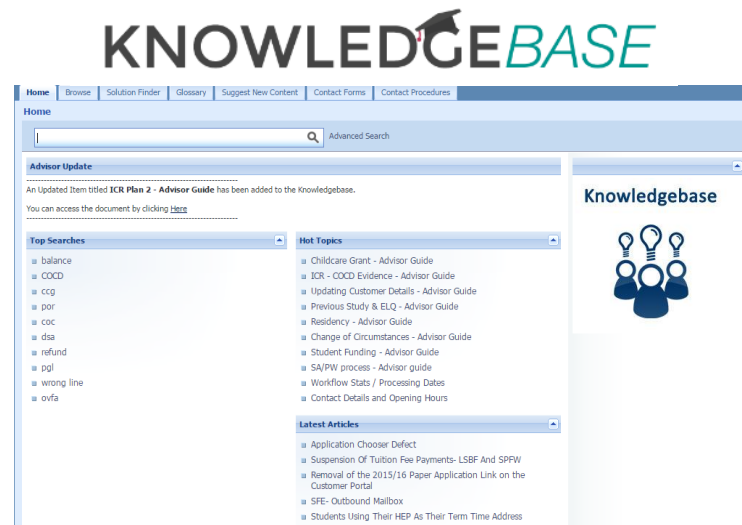 KNOWLEDGEBASE
Home Browse Solution Finder Glossary Suggest New Content Contact Forms Contact Procedures
Home
Advanced Search
Advisor Update
An Updated Item titled ICR Plan 2 - Advisor Guide has been added to the Knowledgebase.
You can access the document by clicking Here
Top Searches
balance
COCD
ccg
por
coc
dsa
refund
pgl
wrong line
ovfa
Hot Topics
Childcare Grant - Advisor Guide
ICR - COCD Evidence - Advisor Guide
Updating Customer Details - Advisor Guide
Previous Study & ELQ - Advisor Guide
Residency - Advisor Guide
Change of Circumstances - Advisor Guide
Student Funding - Advisor Guide
SA/PW process - Advisor guide
Workflow Stats / Processing Dates
Contact Details and Opening Hours
Latest Articles
Application Chooser Defect
Suspension Of Tuition Fee Payments- LSBF And SPFW
Removal of the 2015/16 Paper Application Link on the
Customer Portal
SFE- Outbound Mailbox
Students Using Their HEP As Their Term Time Address
Knowledgebase